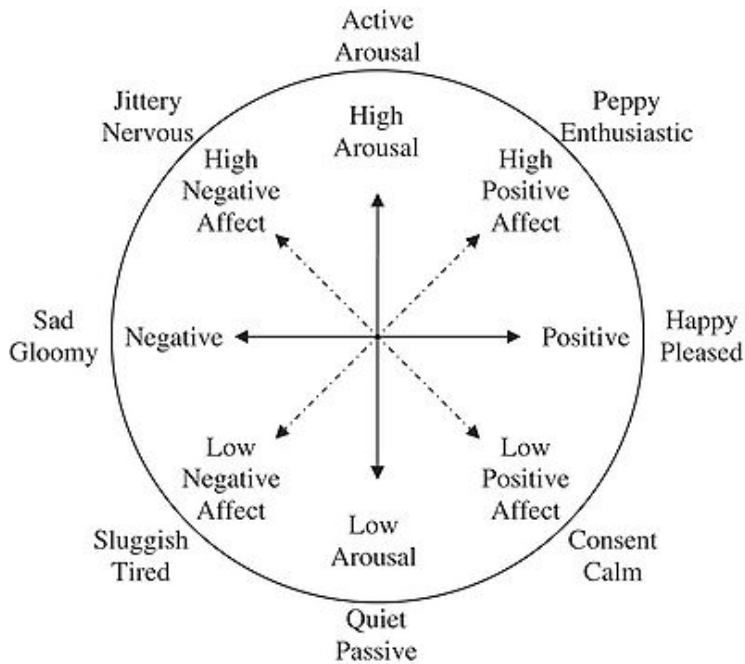 Active
Arousal
Jittery
Nervous
Peppy
Enthusiastic
High
Arousal
High
Negative
Affect
High
Positive
Affect
Sad
Gloomy
Negative
Positive
Happy
Pleased
Low
Negative
Affect
Low
Positive
Affect
Low
Arousal
Sluggish
Tired
Consent
Calm
Quiet
Passive